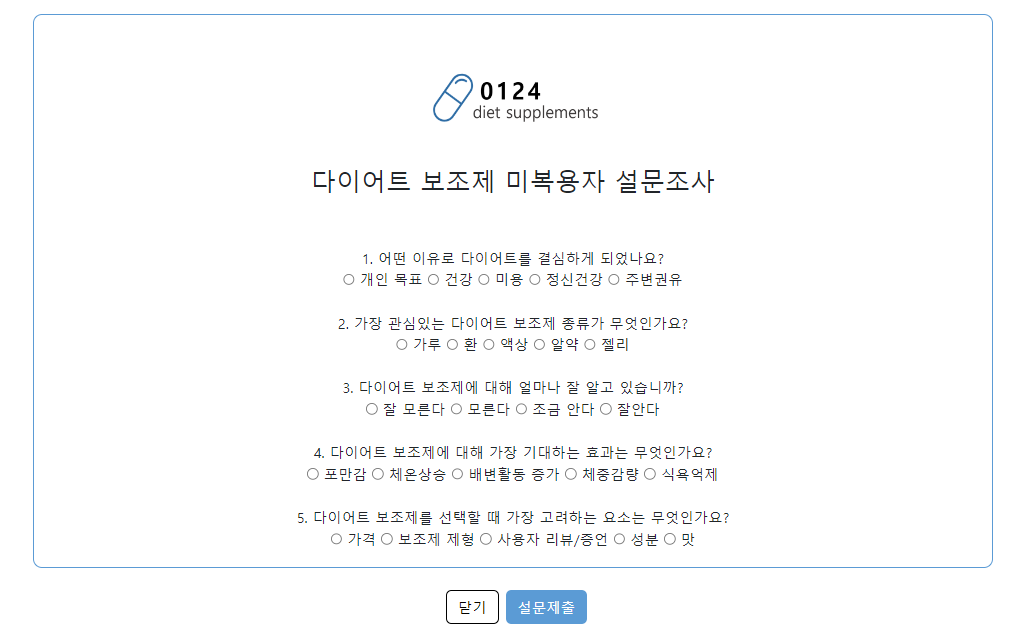 0124
diet supplements
다이어트 보조제 미복용자 설문조사
1. 어떤 이유로 다이어트를 결심하게 되었나요?
○ 개인 목표 ○ 건강 ○ 미용 ○ 정신건강 ○ 주변권유
2. 가장 관심있는 다이어트 보조제 종류가 무엇인가요?
○ 가루 ○ 환 ○ 액상 ○ 알약 ○ 젤리
3. 다이어트 보조제에 대해 얼마나 잘 알고 있습니까?
○ 잘 모른다 ○ 모른다 ○ 조금 안다 ○ 잘안다
4. 다이어트 보조제에 대해 가장 기대하는 효과는 무엇인가요?
○ 포만감 ○ 체온상승 ○ 배변활동 증가 ○ 체중감량 ○ 식욕억제
5. 다이어트 보조제를 선택할 때 가장 고려하는 요소는 무엇인가요?
○ 가격 ○ 보조제 제형 ○ 사용자 리뷰/증언 ○ 성분 ○ 맛
닫기 설문제출